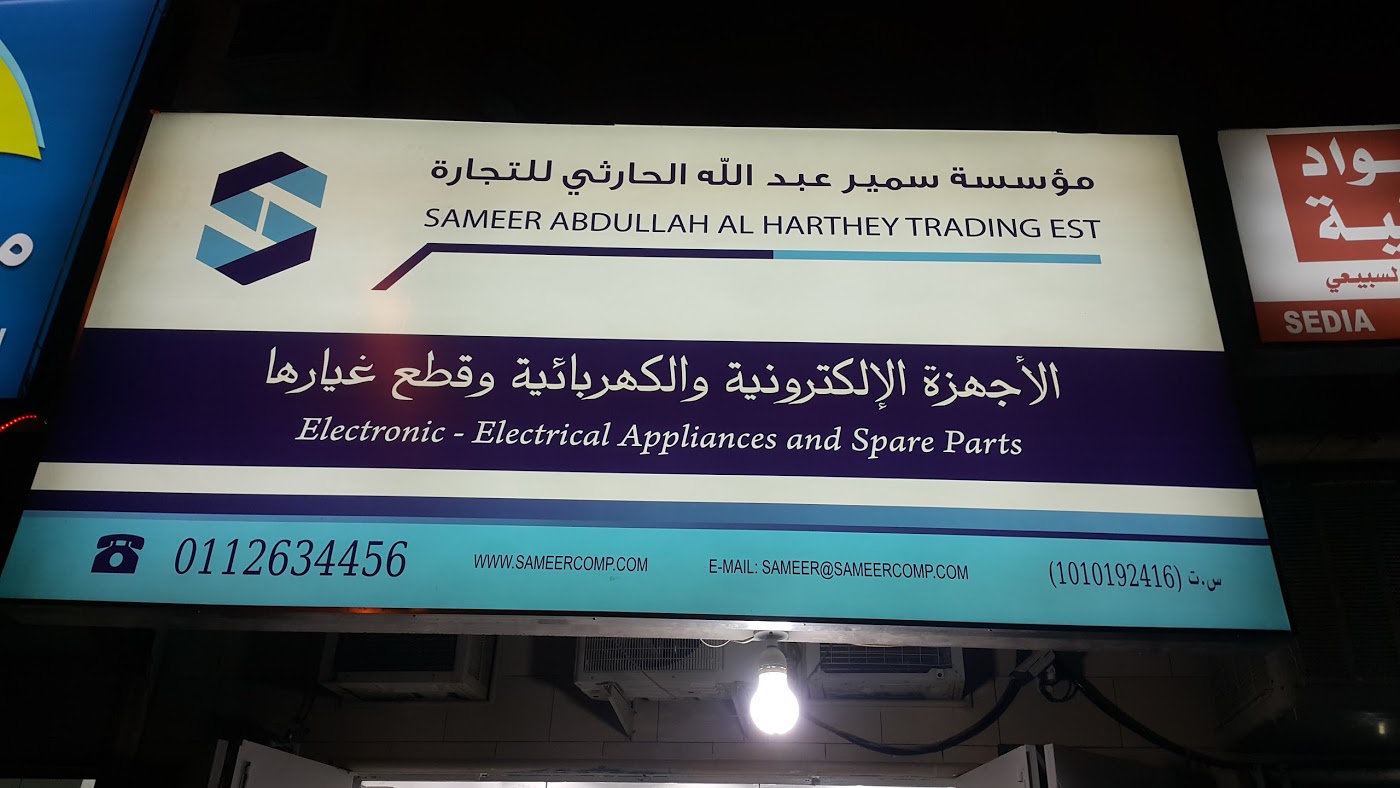 مؤسسة سمير عبد الله الحارثي للتجارة
SAMEER ABDULLAH AL HARTHEY TRADING EST
الأجهزة الإلكترونية والكهربائية وقطع غيارها
Electronic - Electrical Appliances and Spare Parts
0112634456
WWW.SAMEERCOMP.COM
E-MAIL: SAMEER@SAMEERCOMP.COM
س.ت (1010192416)
السبيعي
SEDIA